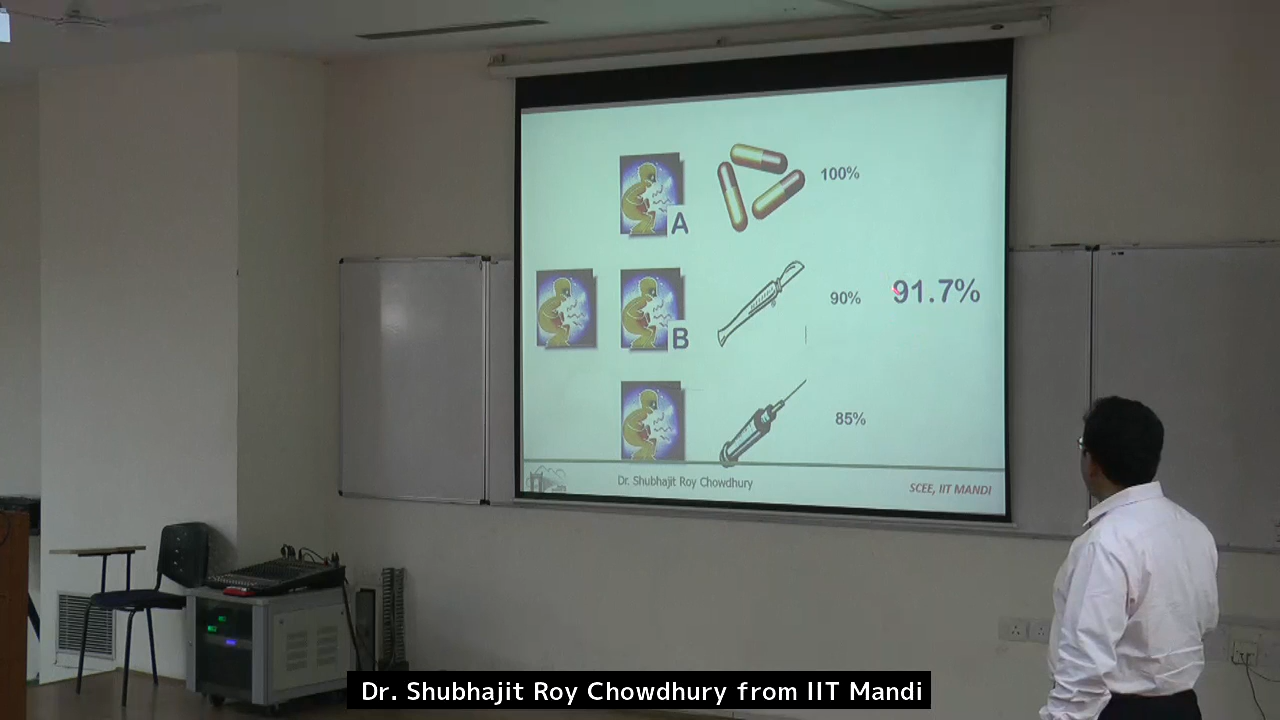 A
100%
B
90%
91.7%
85%
Dr. Shubhajit Roy Chowdhury
SCEE, IIT MANDI
Dr. Shubhajit Roy Chowdhury from IIT Mandi